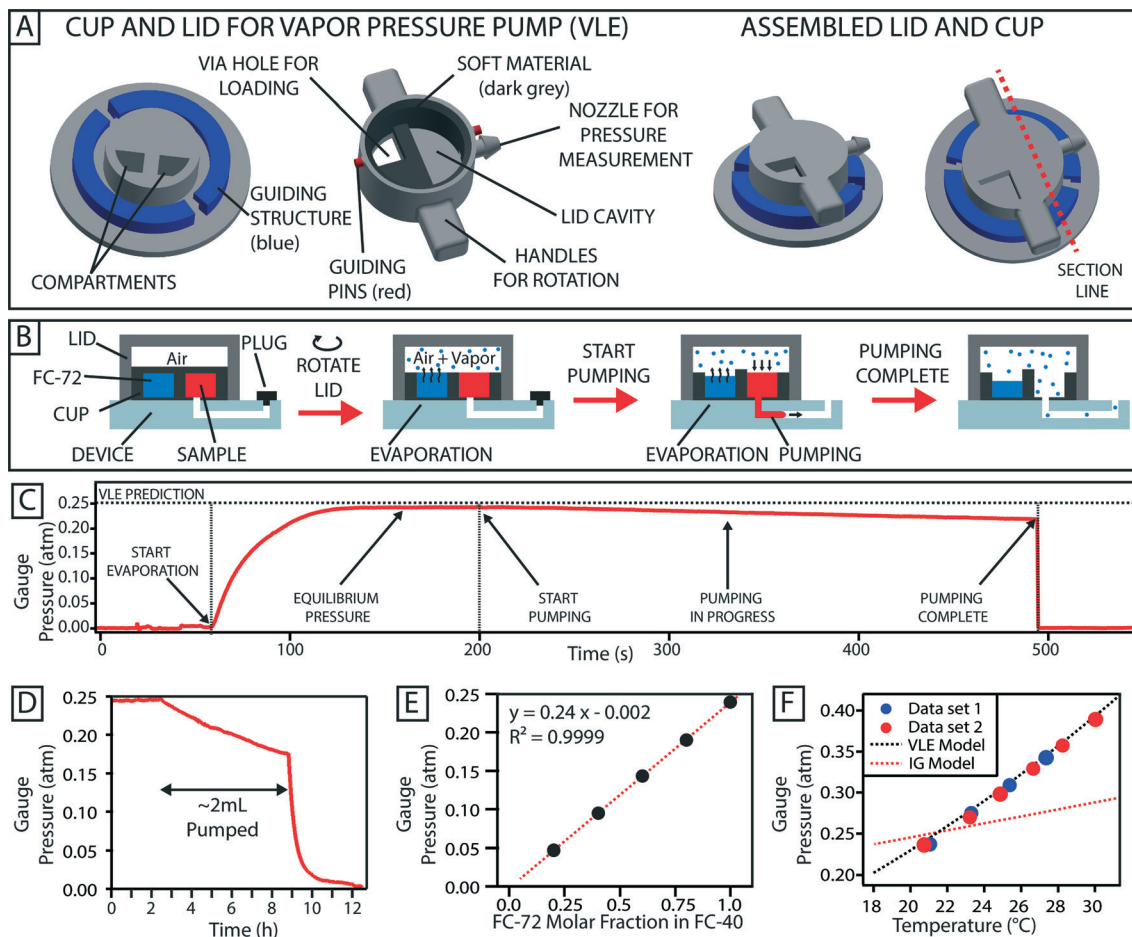 A
CUP AND LID FOR VAPOR PRESSURE PUMP (VLE)
ASSEMBLED LID AND CUP
VIA HOLE FOR
LOADING
SOFT MATERIAL
(dark grey)
NOZZLE FOR
PRESSURE
MEASUREMENT
GUIDING
STRUCTURE
(blue)
LID CAVITY
COMPARTMENTS
GUIDING
PINS (red)
HANDLES
FOR ROTATION
SECTION
LINE
B
LID
Air
PLUG
FC-72
CUP
DEVICE
SAMPLE
ROTATE
LID
Air + Vapor
EVAPORATION
START
PUMPING
EVAPORATION
PUMPING
PUMPING
COMPLETE
C
VLE PREDICTION
Gauge
Pressure (atm)
0.25
0.25
0.15
0.10
0.05
0.00
START
EVAPORATION
EQUILIBRIUM
PRESSURE
START
PUMPING
PUMPING
IN PROGRESS
PUMPING
COMPLETE
0
100
200
300
400
500
Time (s)
D
Gauge
Pressure (atm)
0.25
0.20
0.15
0.10
0.05
0.00
~2mL
Pumped
0 2 4 6 8 10 12
Time (h)
E
Gauge
Pressure (atm)
0.25
0.20
0.15
0.10
0.05
0.00
y = 0.24 x - 0.002
R² = 0.9999
0.0 0.25 0.50 0.75 1.0
FC-72 Molar Fraction in FC-40
F
Gauge
Pressure (atm)
0.40
0.35
0.30
0.25
0.20
Data set 1
Data set 2
VLE Model
IG Model
18 20 22 24 26 28 30
Temperature (°C)